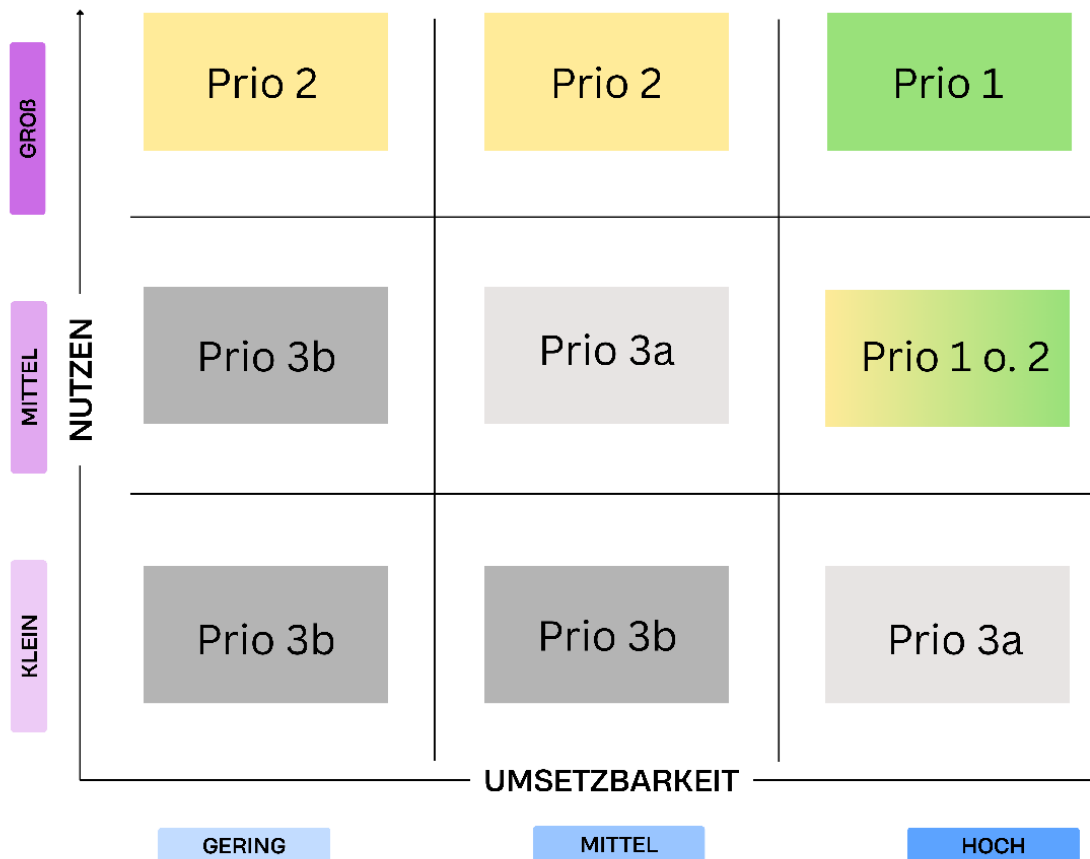 GROß
Prio 2
Prio 2
Prio 1
MITTEL
NUTZEN
Prio 3b
Prio 3a
Prio 1 o. 2
KLEIN
Prio 3b
Prio 3b
Prio 3a
UMSETZBARKEIT
GERING
MITTEL
HOCH